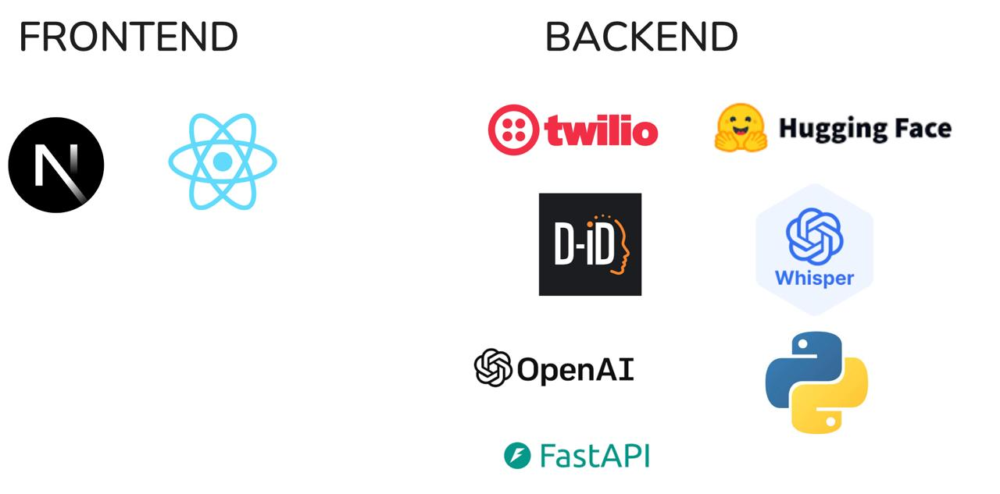 FRONTEND
BACKEND
N
twilio
Hugging Face
D-iD
Whisper
OpenAI
FastAPI